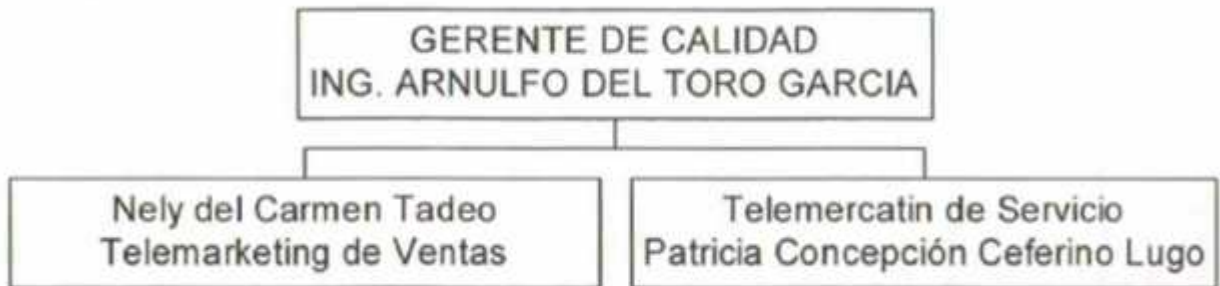 GERENTE DE CALIDAD
ING. ARNULFO DEL TORO GARCIA
Nely del Carmen Tadeo
Telemarketing de Ventas
Telemercatin de Servicio
Patricia Concepción Ceferino Lugo